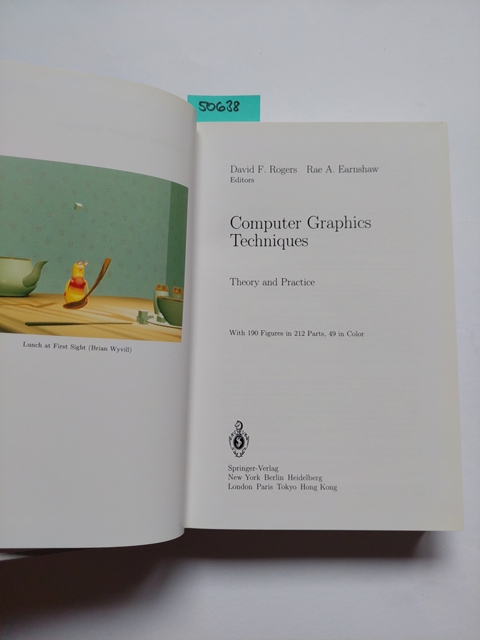 50638
David F. Rogers Rae A. Earnshaw
Editors
Computer Graphics
Techniques
Theory and Practice
With 190 Figures in 212 Parts, 49 in Color
Lunch at First Sight (Brian Wyvill)
Springer-Verlag
New York Berlin Heidelberg
London Paris Tokyo Hong Kong